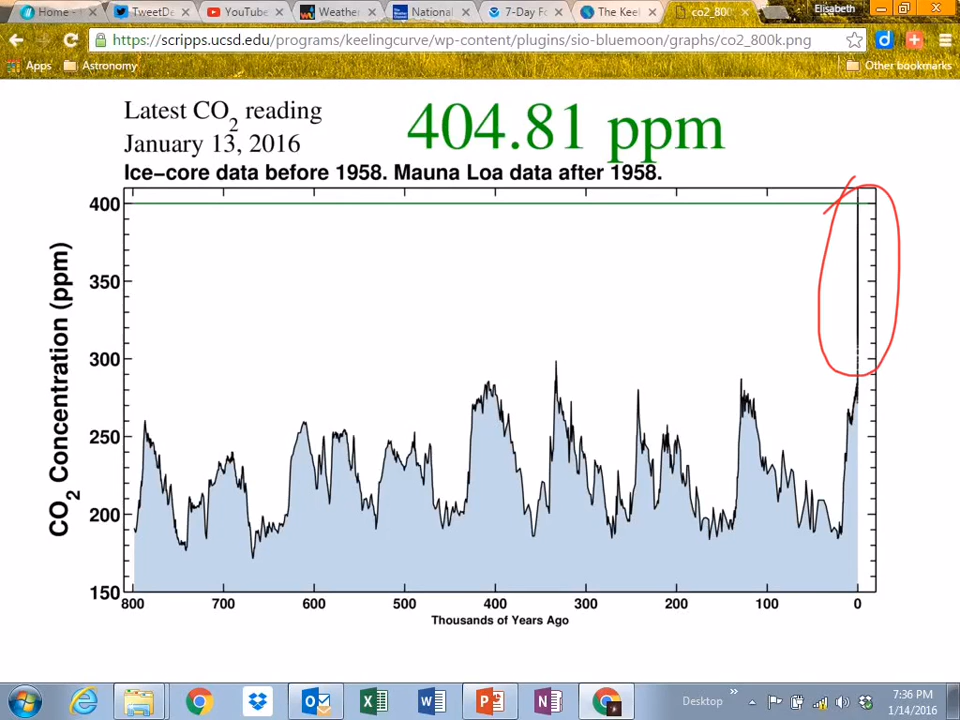 Home -
TweetDe
YouTube
Weather
National
7-Day Fo
The Keel
co2_800
Elisabeth
https://scripps.ucsd.edu/programs/keelingcurve/wp-content/plugins/sio-bluemoon/graphs/co2_800k.png
Apps Astronomy Other bookmarks
Latest CO2 reading
January 13, 2016
404.81 ppm
Ice-core data before 1958. Mauna Loa data after 1958.
CO2 Concentration (ppm)
400
350
300
250
200
150
800 700 600 500 400 300 200 100 0
Thousands of Years Ago
Desktop
7:36 PM
1/14/2016